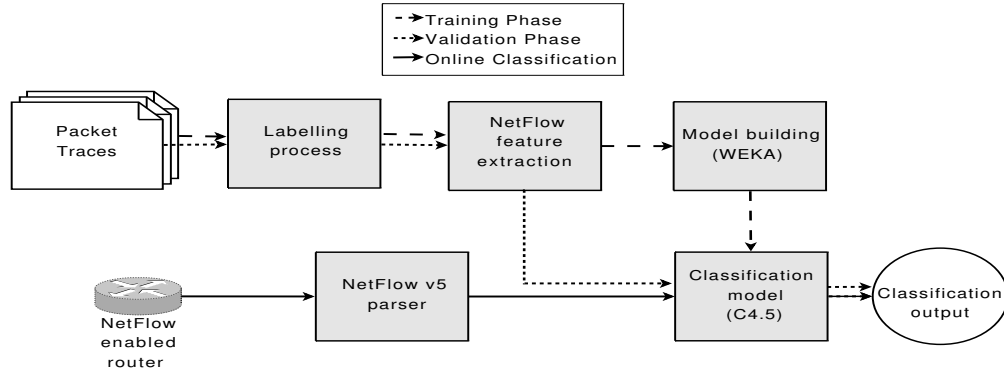 Training Phase
Validation Phase
Online Classification
Packet
Traces
Labelling
process
NetFlow
feature
extraction
Model building
(WEKA)
NetFlow
enabled
router
NetFlow v5
parser
Classification
model
(C4.5)
Classification
output